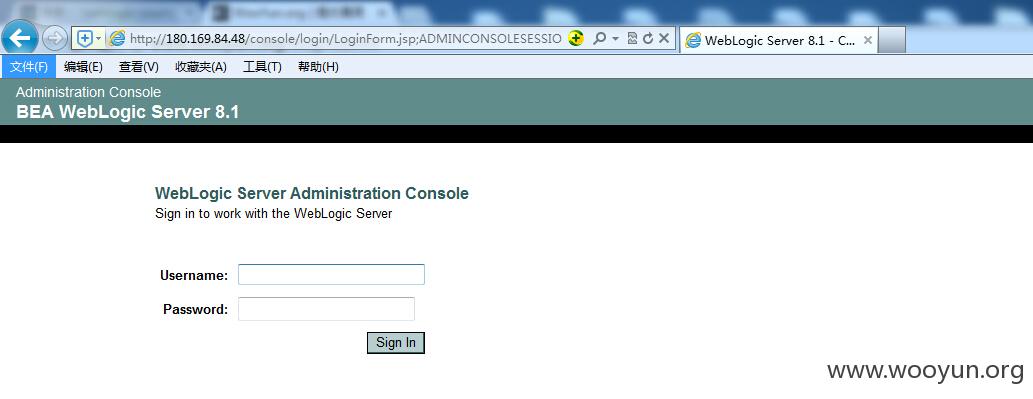 http://180.169.84.48/console/login/LoginForm.jsp;ADMINCONSOLESESSIO
WebLogic Server 8.1 - C...
文件(F) 编辑(E) 查看(V) 收藏夹(A) 工具(T) 帮助(H)
Administration Console
BEA WebLogic Server 8.1
WebLogic Server Administration Console
Sign in to work with the WebLogic Server
Username:
Password:
Sign In
www.wooyun.org